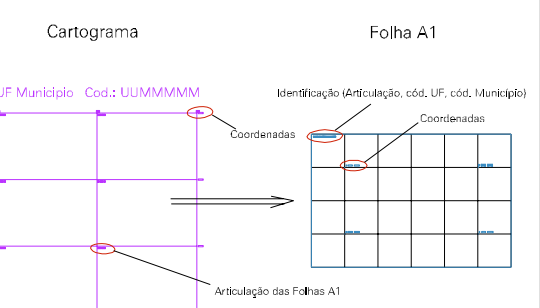 Cartograma
Folha A1
UF Municipio Cod.: UUMMMMM
Identificação (Articulação, cód. UF, cód. Município)
Coordenadas
Coordenadas
Articulação das Folhas A1